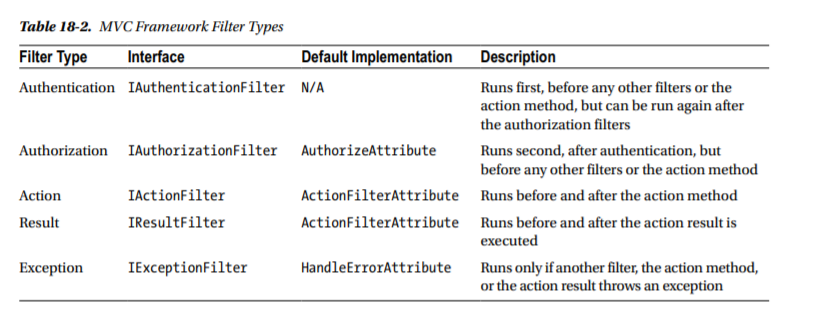 Table 18-2. MVC Framework Filter Types
Filter Type Interface Default Implementation Description
Authentication IAuthenticationFilter N/A Runs first, before any other filters or the
action method, but can be run again after
the authorization filters
Authorization IAuthorizationFilter AuthorizeAttribute Runs second, after authentication, but
before any other filters or the action method
Action IActionFilter ActionFilterAttribute Runs before and after the action method
Result IResultFilter ActionFilterAttribute Runs before and after the action result is
executed
Exception IExceptionFilter HandleErrorAttribute Runs only if another filter, the action method,
or the action result throws an exception